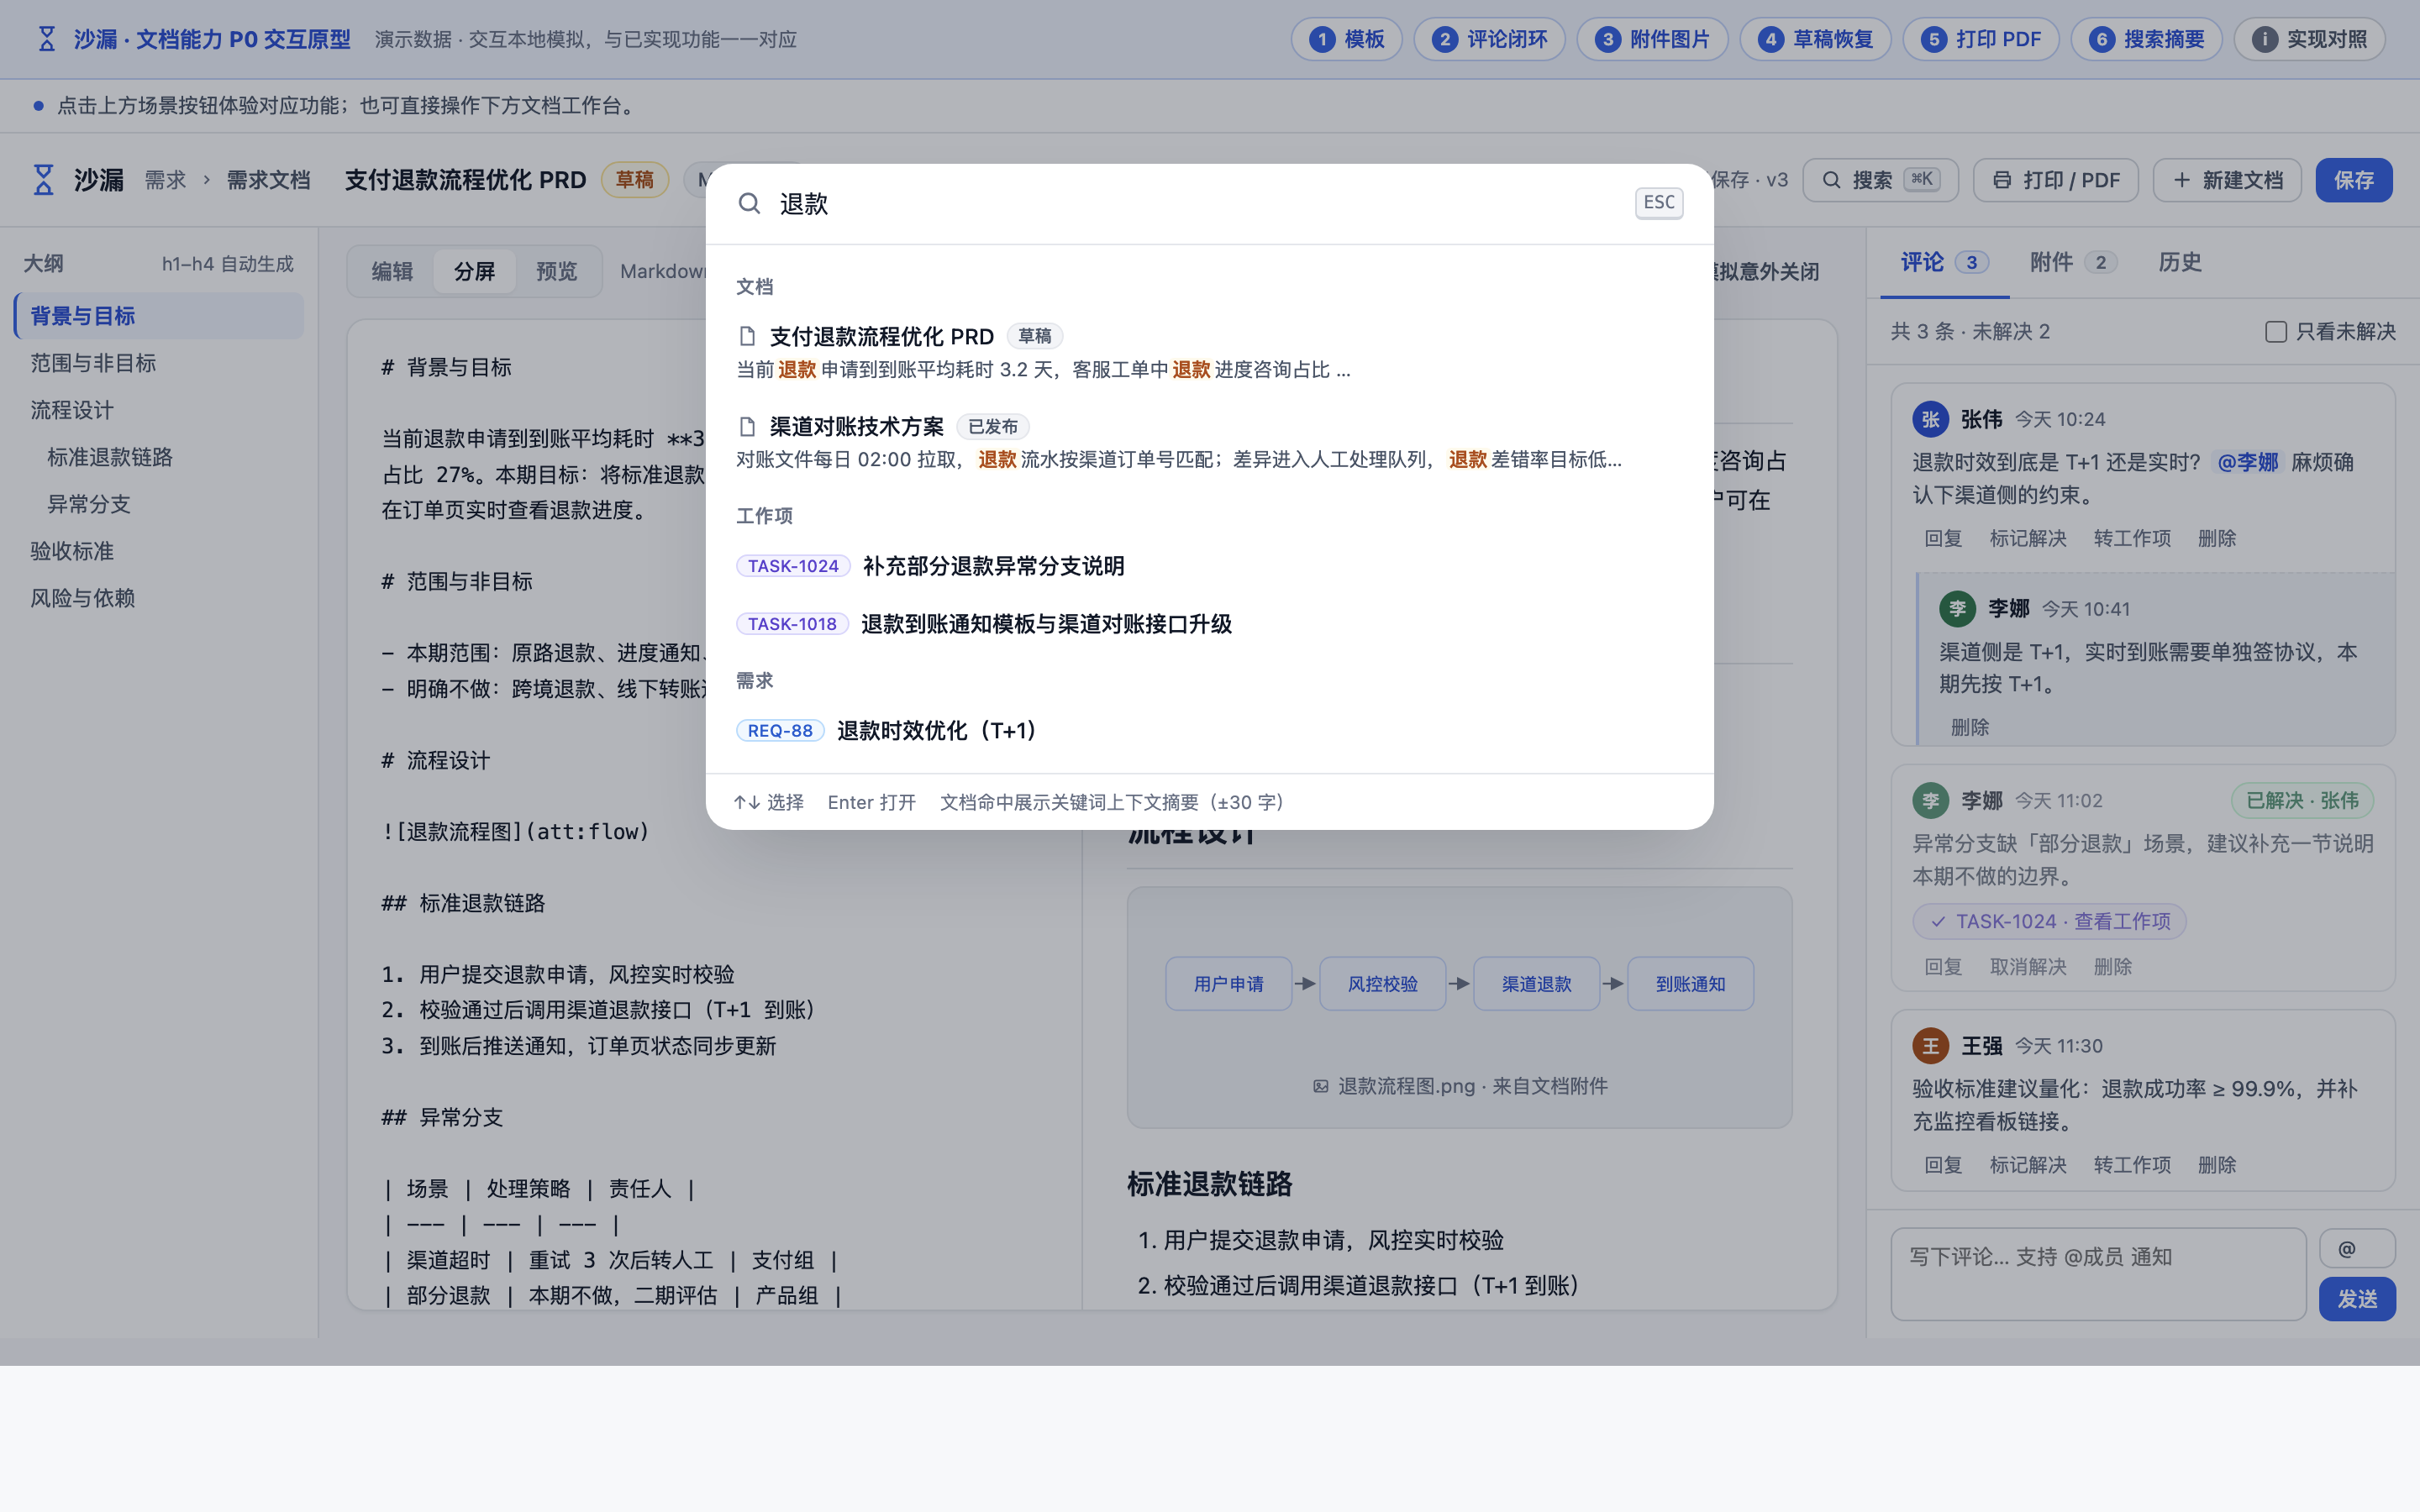 沙漏 · 文档能力 P0 交互原型 演示数据 · 交互本地模拟，与已实现功能一一对应
1 模板 2 评论闭环 3 附件图片 4 草稿恢复 5 打印 PDF 6 搜索摘要 i 实现对照
点击上方场景按钮体验对应功能；也可直接操作下方文档工作台。
沙漏 需求 › 需求文档 支付退款流程优化 PRD 草稿
保存 · v3 搜索 ⌘K 打印 / PDF 新建文档 保存
大纲 h1–h4 自动生成
背景与目标
范围与非目标
流程设计
标准退款链路
异常分支
验收标准
风险与依赖
编辑 分屏 预览
拟意外关闭
# 背景与目标
当前退款申请到到账平均耗时 **3
占比 27%。本期目标：将标准退款
在订单页实时查看退款进度。
# 范围与非目标
- 本期范围：原路退款、进度通知、
- 明确不做：跨境退款、线下转账
# 流程设计
![退款流程图](att:flow)
## 标准退款链路
1. 用户提交退款申请，风控实时校验
2. 校验通过后调用渠道退款接口（T+1 到账）
3. 到账后推送通知，订单页状态同步更新
## 异常分支
| 场景 | 处理策略 | 责任人 |
| --- | --- | --- |
| 渠道超时 | 重试 3 次后转人工 | 支付组 |
| 部分退款 | 本期不做，二期评估 | 产品组 |
退款 ESC
文档
支付退款流程优化 PRD 草稿
当前退款申请到到账平均耗时 3.2 天，客服工单中退款进度咨询占比 ...
渠道对账技术方案 已发布
对账文件每日 02:00 拉取，退款流水按渠道订单号匹配；差异进入人工处理队列，退款差错率目标低...
工作项
TASK-1024 补充部分退款异常分支说明
TASK-1018 退款到账通知模板与渠道对账接口升级
需求
REQ-88 退款时效优化（T+1）
↑↓ 选择 Enter 打开 文档命中展示关键词上下文摘要（±30 字）
咨询占
可在
流程设计
用户申请 风控校验 渠道退款 到账通知
退款流程图.png · 来自文档附件
标准退款链路
1. 用户提交退款申请，风控实时校验
2. 校验通过后调用渠道退款接口（T+1 到账）
评论 3 附件 2 历史
共 3 条 · 未解决 2 只看未解决
张 张伟 今天 10:24
退款时效到底是 T+1 还是实时？ @李娜 麻烦确
认下渠道侧的约束。
回复 标记解决 转工作项 删除
李 李娜 今天 10:41
渠道侧是 T+1，实时到账需要单独签协议，本
期先按 T+1。
删除
李 李娜 今天 11:02 已解决 · 张伟
异常分支缺「部分退款」场景，建议补充一节说明
本期不做的边界。
TASK-1024 · 查看工作项
回复 取消解决 删除
王 王强 今天 11:30
验收标准建议量化：退款成功率 ≥ 99.9%，并补
充监控看板链接。
回复 标记解决 转工作项 删除
写下评论... 支持 @成员 通知
@
发送